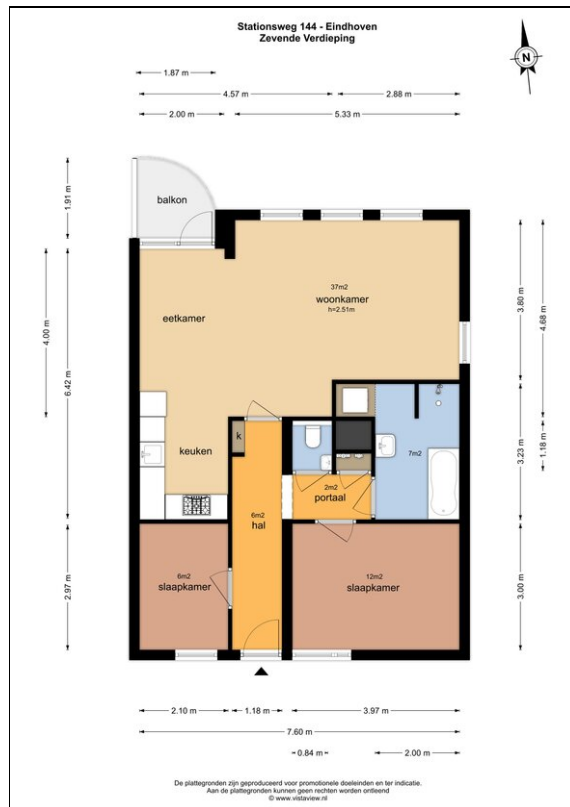 Stationsweg 144 - Eindhoven
Zevende Verdieping
N
1.87 m
4.57 m
2.88 m
2.00 m
5.33 m
1.91 m
balkon
37m2
woonkamer
h=2.51m
eetkamer
4.00 m
6.42 m
3.80 m
4.68 m
k
keuken
7m2
1.18 m
3.23 m
2m2
portaal
6m2
hal
6m2
slaapkamer
12m2
slaapkamer
2.97 m
3.00 m
2.10 m
1.18 m
3.97 m
7.60 m
0.84 m
2.00 m
De plattegronden zijn geproduceerd voor promotionele doeleinden en ter indicatie.
Aan de plattegronden kunnen geen rechten worden ontleend
© www.vistaview.nl